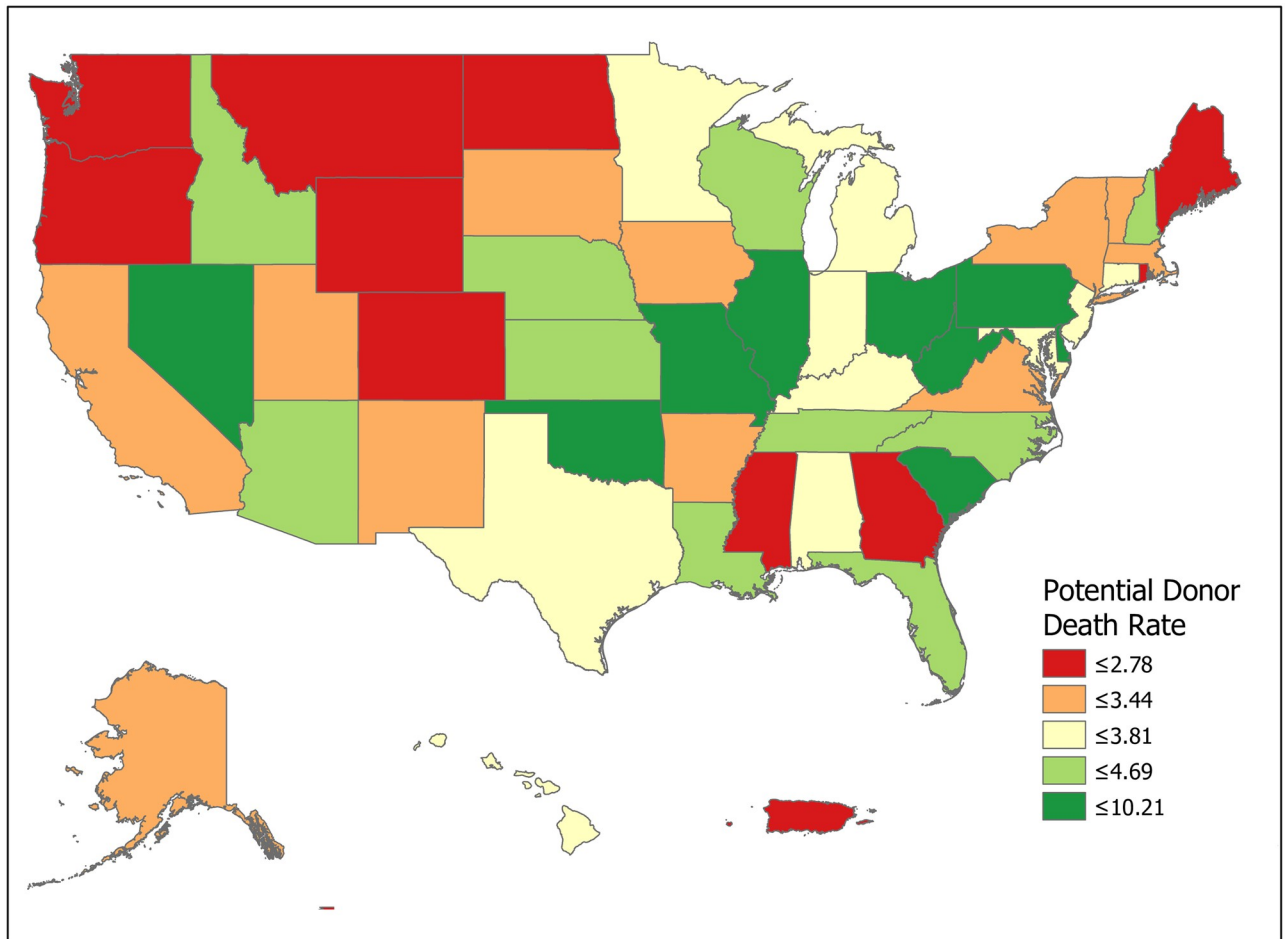 Potential Donor
Death Rate
≤2.78
≤3.44
≤3.81
≤4.69
≤10.21